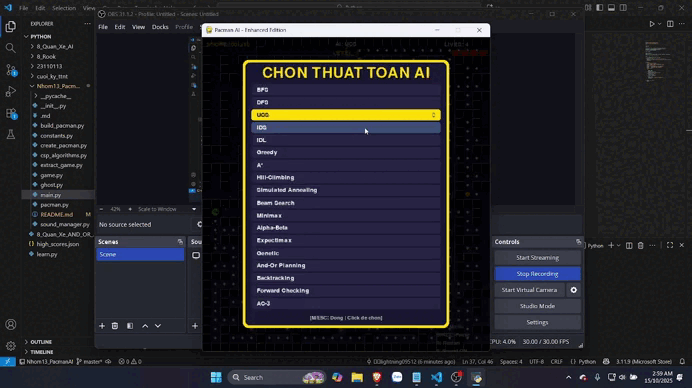 File Edit Selection View Go
Python
OBS 31.1.2 - Profile: Untitled - Scenes: Untitled
Pacman AI - Enhanced Edition
EXPLORER
File Edit View Docks
PYTHON
8_Quan_Xe_AI
8_Rook
23110113
cuoi_ky_ttnt
Nhom13_PacmanAI
__pycache__
__init__.py
.md
build_pacman.py
constants.py
create_pacman.py
csp_algorithms.py
extract_game.py
game.py
ghost.py
main.py
pacman.py
README.md
sound_manager.py
high_scores.json
learn.py
OUTLINE
TIMELINE
CHON THUAT TOAN AI
BFS
DFS
UCS
IDS
IDL
Greedy
A*
Hill-Climbing
Simulated Annealing
Beam Search
Minimax
Alpha-Beta
Expectimax
Genetic
And-Or Planning
Backtracking
Forward Checking
AC-3
[M/ESC: Dong | Click de chon]
42% Scale to Window
No source selected
Scenes
Scene
Controls
Start Streaming
Stop Recording
Start Virtual Camera
Studio Mode
Settings
CPU: 4.0% 30.00 / 30.00 FPS
Python
Nhom13_PacmanAI master*
Ln 37, Col 46 Spaces: 4 UTF-8 CRLF Python 3.11.9 (Microsoft Store)
Search
2:59 AM
15/10/2025